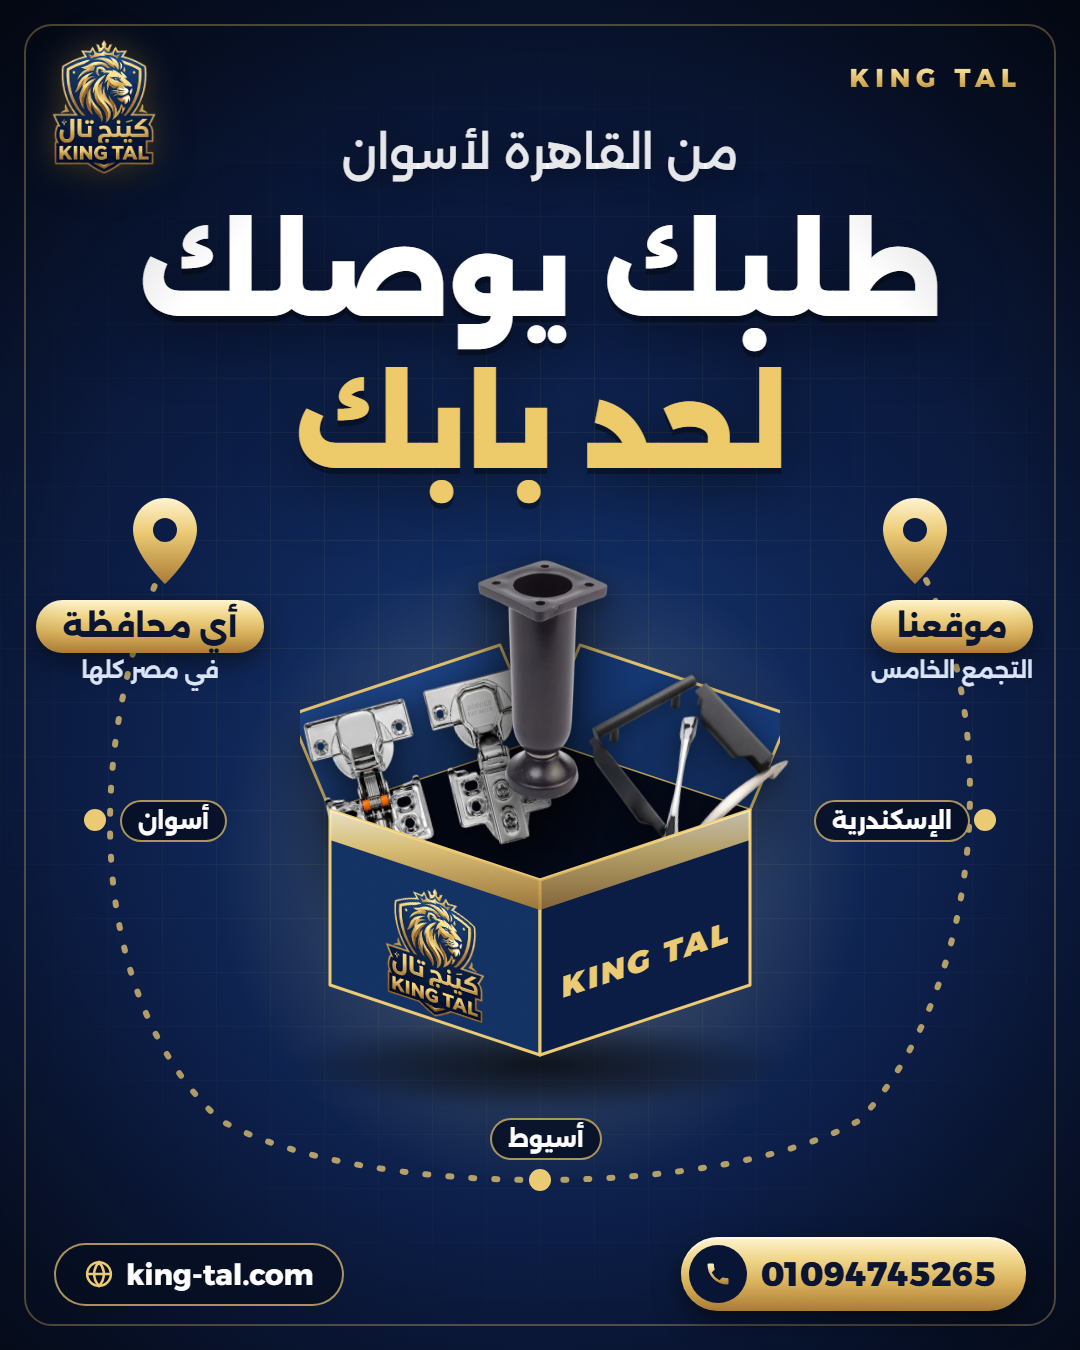 كينج تال
KING TAL
KING TAL
من القاهرة لأسوان
طلبك يوصلك
لحد بابك
موقعنا
التجمع الخامس
أي محافظة
في مصر كلها
الإسكندرية
أسوان
كينج تال
KING TAL
KING TAL
أسيوط
01094745265
king-tal.com